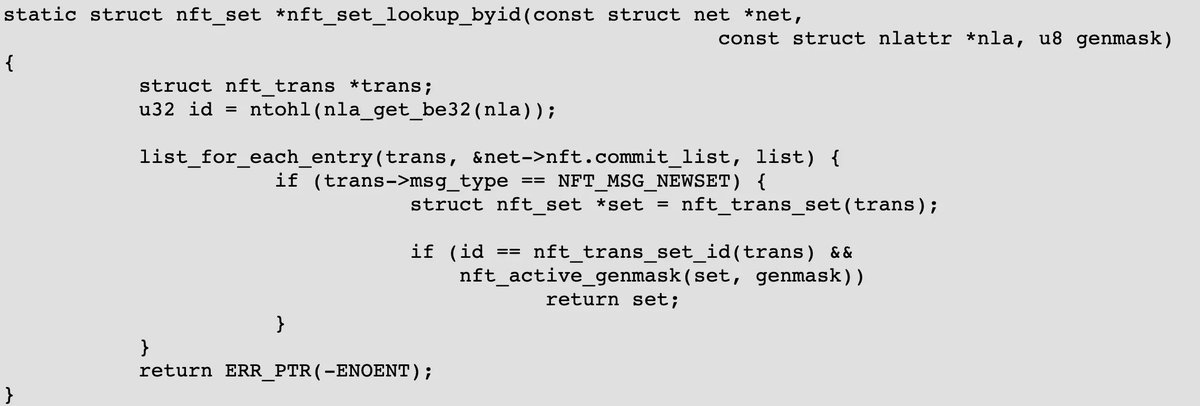 static struct nft_set *nft_set_lookup_byid(const struct net *net,
                                           const struct nlattr *nla, u8 genmask)
{
        struct nft_trans *trans;
        u32 id = ntohl(nla_get_be32(nla));

        list_for_each_entry(trans, &net->nft.commit_list, list) {
                if (trans->msg_type == NFT_MSG_NEWSET) {
                        struct nft_set *set = nft_trans_set(trans);

                        if (id == nft_trans_set_id(trans) &&
                            nft_active_genmask(set, genmask))
                                return set;
                }
        }
        return ERR_PTR(-ENOENT);
}